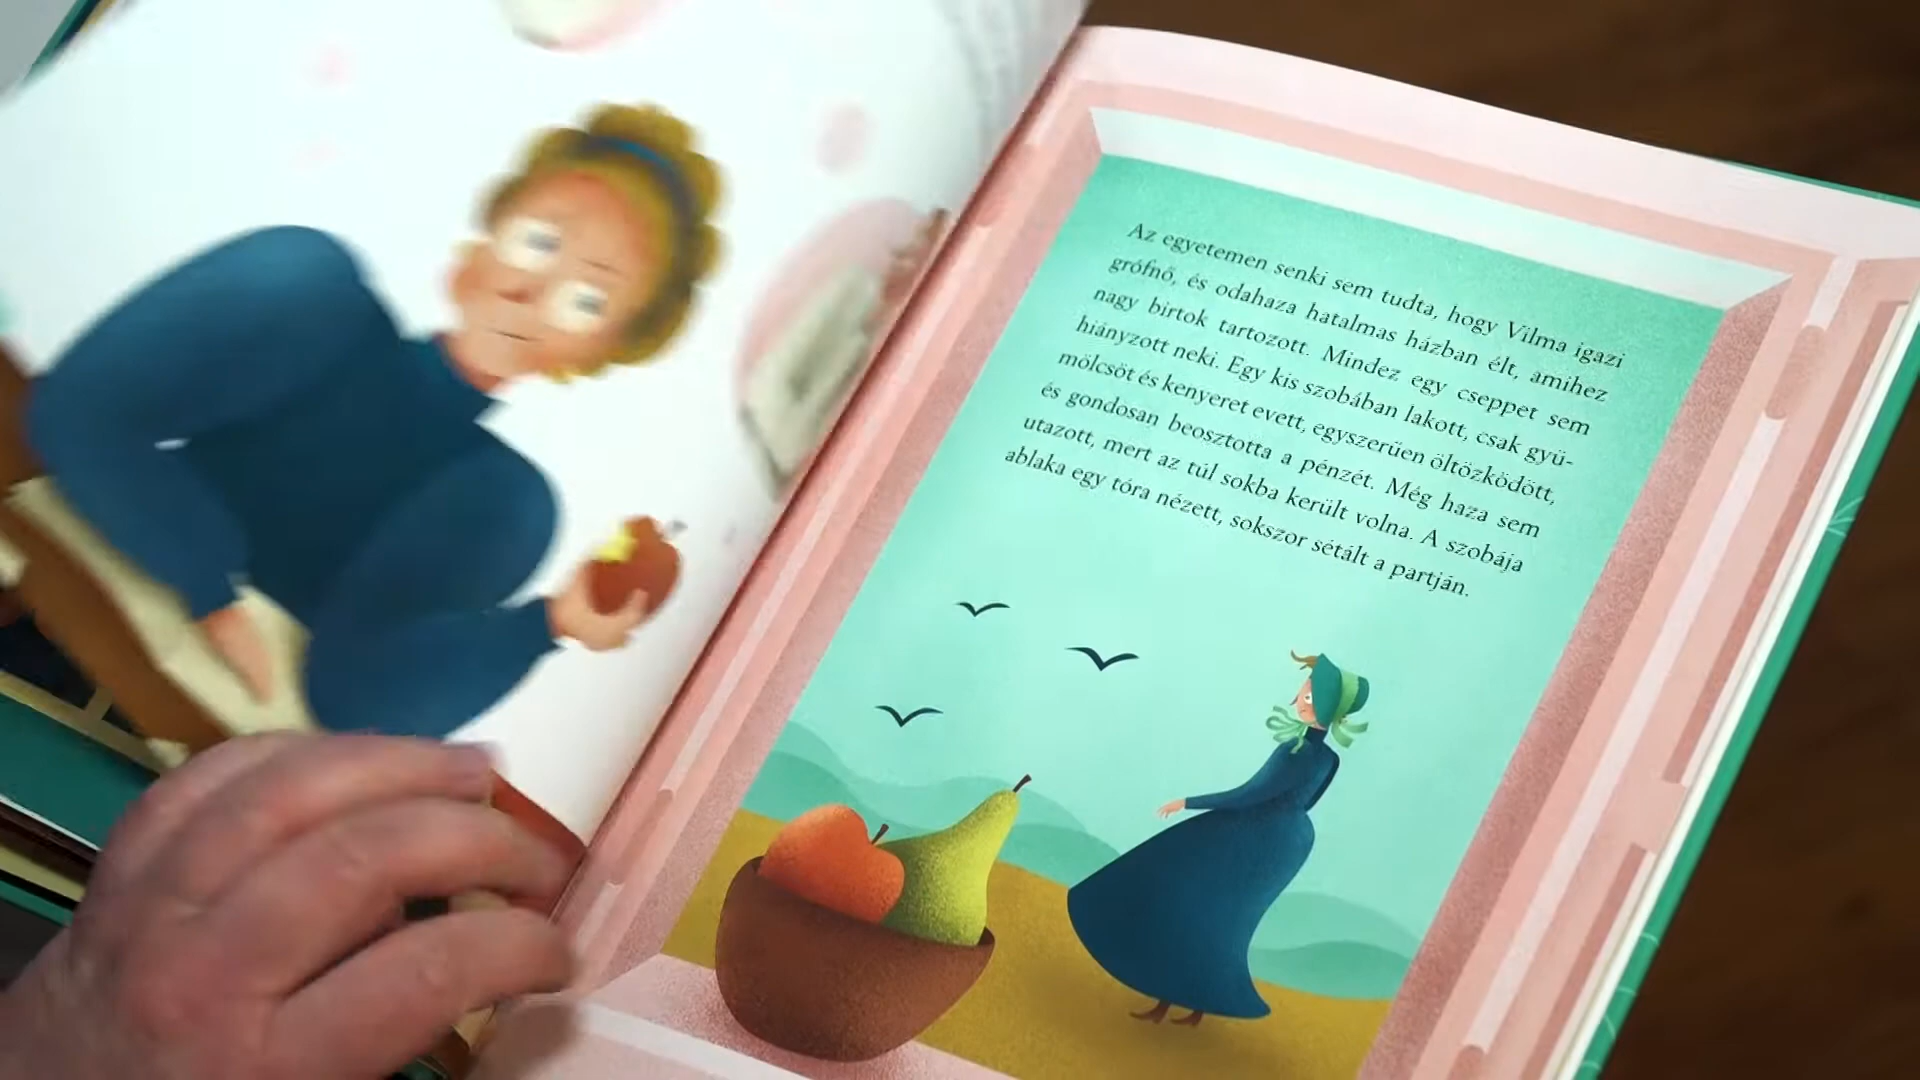 Az egyetemen senki sem tudta, hogy Vilma igazi
grófnő, és odahaza hatalmas házban élt, amihez
nagy birtok tartozott. Mindez egy cseppet sem
hiányzott neki. Egy kis szobában lakott, csak gyü-
mölcsöt és kenyeret evett, egyszerűen öltözködött,
és gondosan beosztotta a pénzét. Még haza sem
utazott, mert az túl sokba került volna. A szobája
ablaka egy tóra nézett, sokszor sétált a partján.